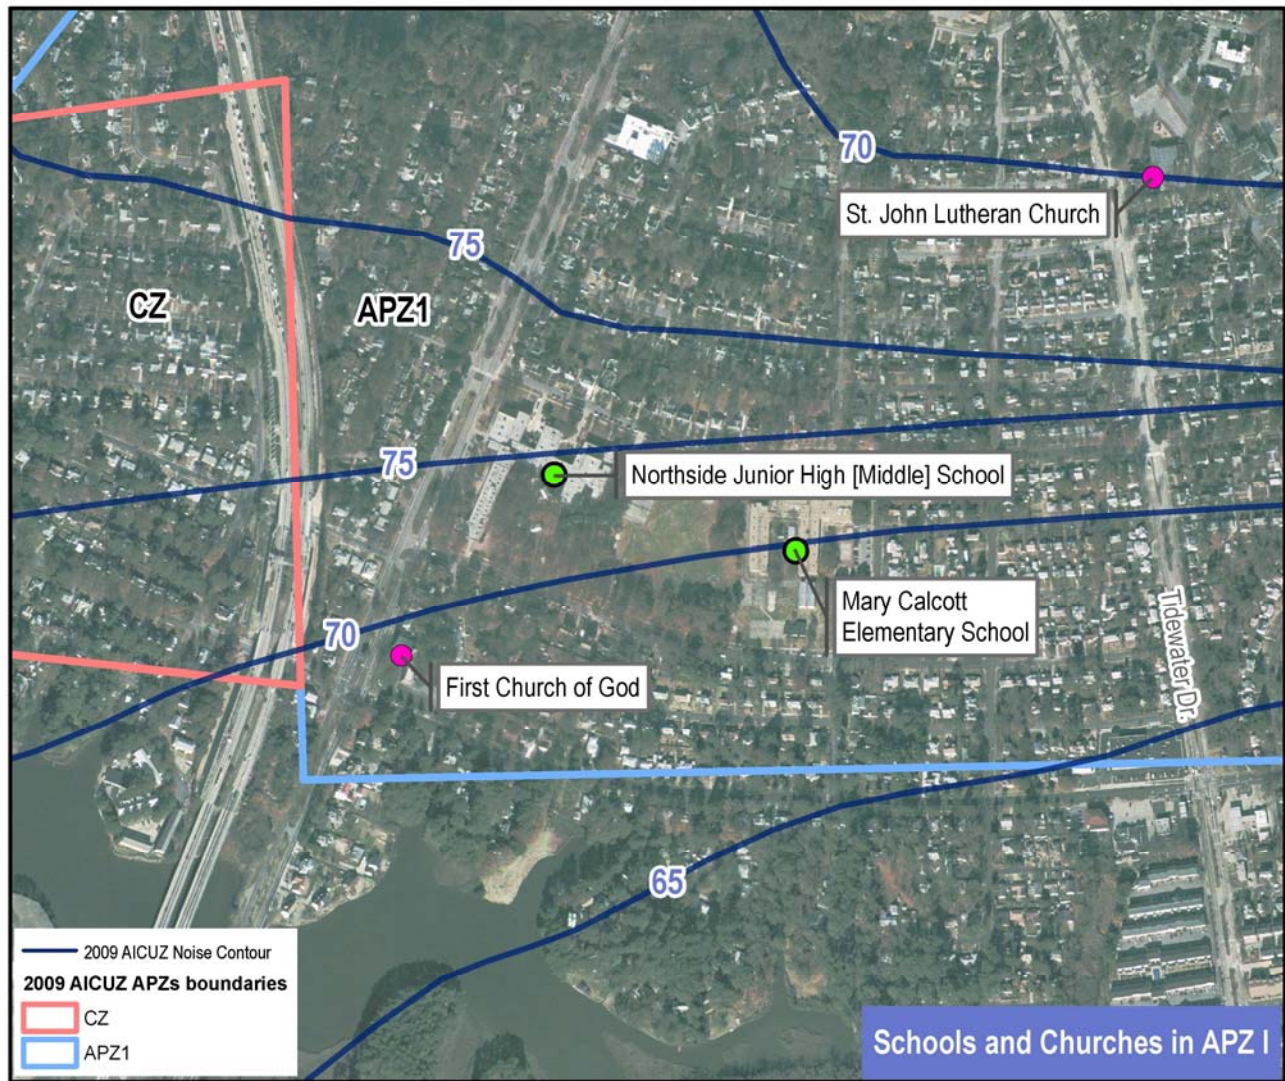 70
St. John Lutheran Church
75
CZ
APZ1
75
Northside Junior High [Middle] School
Mary Calcott
Elementary School
70
First Church of God
Tidewater Dr.
65
2009 AICUZ Noise Contour
2009 AICUZ APZs boundaries
CZ
APZ1
Schools and Churches in APZ I